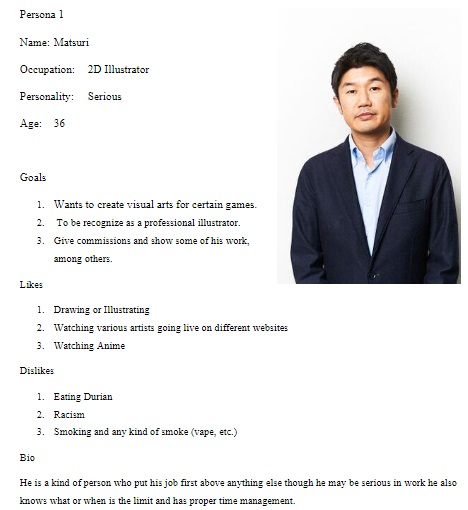 Persona 1
Name: Matsuri
Occupation: 2D Illustrator
Personality: Serious
Age: 36
Goals
1. Wants to create visual arts for certain games.
2. To be recognize as a professional illustrator.
3. Give commissions and show some of his work,
among others.
Likes
1. Drawing or Illustrating
2. Watching various artists going live on different websites
3. Watching Anime
Dislikes
1. Eating Durian
2. Racism
3. Smoking and any kind of smoke (vape, etc.)
Bio
He is a kind of person who put his job first above anything else though he may be serious in work he also
knows what or when is the limit and has proper time management.